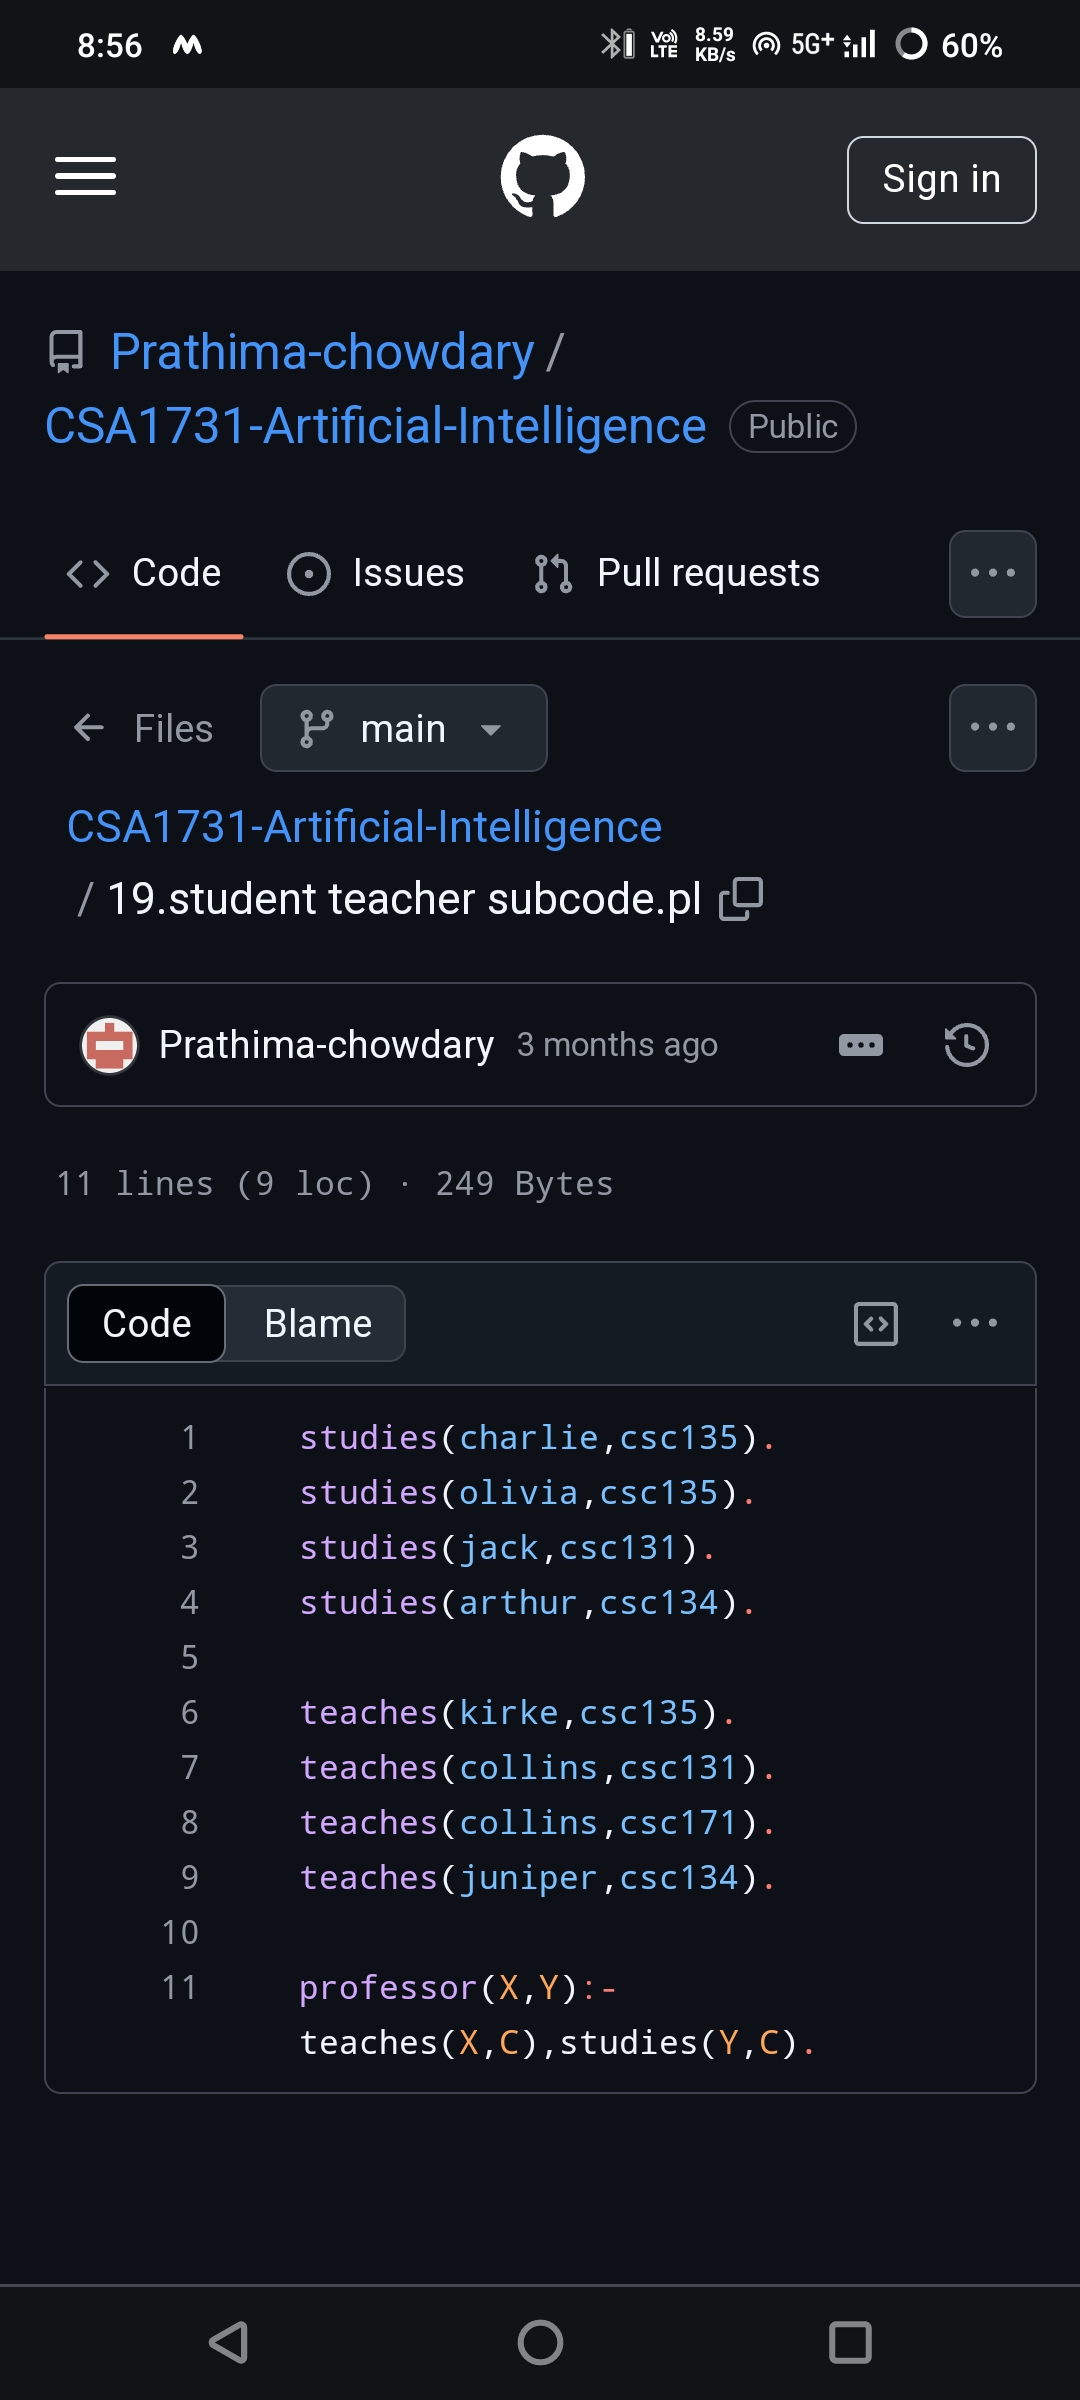 8:56 Vo) LTE 8.59 KB/s 5G+ 60%
Sign in
Prathima-chowdary /
CSA1731-Artificial-Intelligence Public
Code Issues Pull requests
Files main
CSA1731-Artificial-Intelligence
/ 19.student teacher subcode.pl
Prathima-chowdary 3 months ago
11 lines (9 loc) · 249 Bytes
Code Blame
1 studies(charlie,csc135).
2 studies(olivia,csc135).
3 studies(jack,csc131).
4 studies(arthur,csc134).
5
6 teaches(kirke,csc135).
7 teaches(collins,csc131).
8 teaches(collins,csc171).
9 teaches(juniper,csc134).
10
11 professor(X,Y):-
teaches(X,C),studies(Y,C).